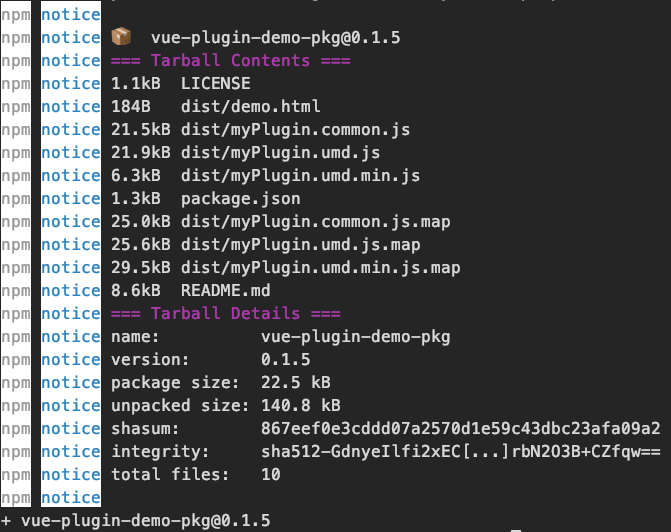 npm notice
npm notice 📦  vue-plugin-demo-pkg@0.1.5
npm notice === Tarball Contents ===
npm notice 1.1kB  LICENSE
npm notice 184B   dist/demo.html
npm notice 21.5kB dist/myPlugin.common.js
npm notice 21.9kB dist/myPlugin.umd.js
npm notice 6.3kB  dist/myPlugin.umd.min.js
npm notice 1.3kB  package.json
npm notice 25.0kB dist/myPlugin.common.js.map
npm notice 25.6kB dist/myPlugin.umd.js.map
npm notice 29.5kB dist/myPlugin.umd.min.js.map
npm notice 8.6kB  README.md
npm notice === Tarball Details ===
npm notice name:          vue-plugin-demo-pkg
npm notice version:       0.1.5
npm notice package size:  22.5 kB
npm notice unpacked size: 140.8 kB
npm notice shasum:        867eef0e3cddd07a2570d1e59c43dbc23afa09a2
npm notice integrity:     sha512-GdnyeIlfi2xEC[...]rbN2O3B+CZfqw==
npm notice total files:   10
npm notice
+ vue-plugin-demo-pkg@0.1.5